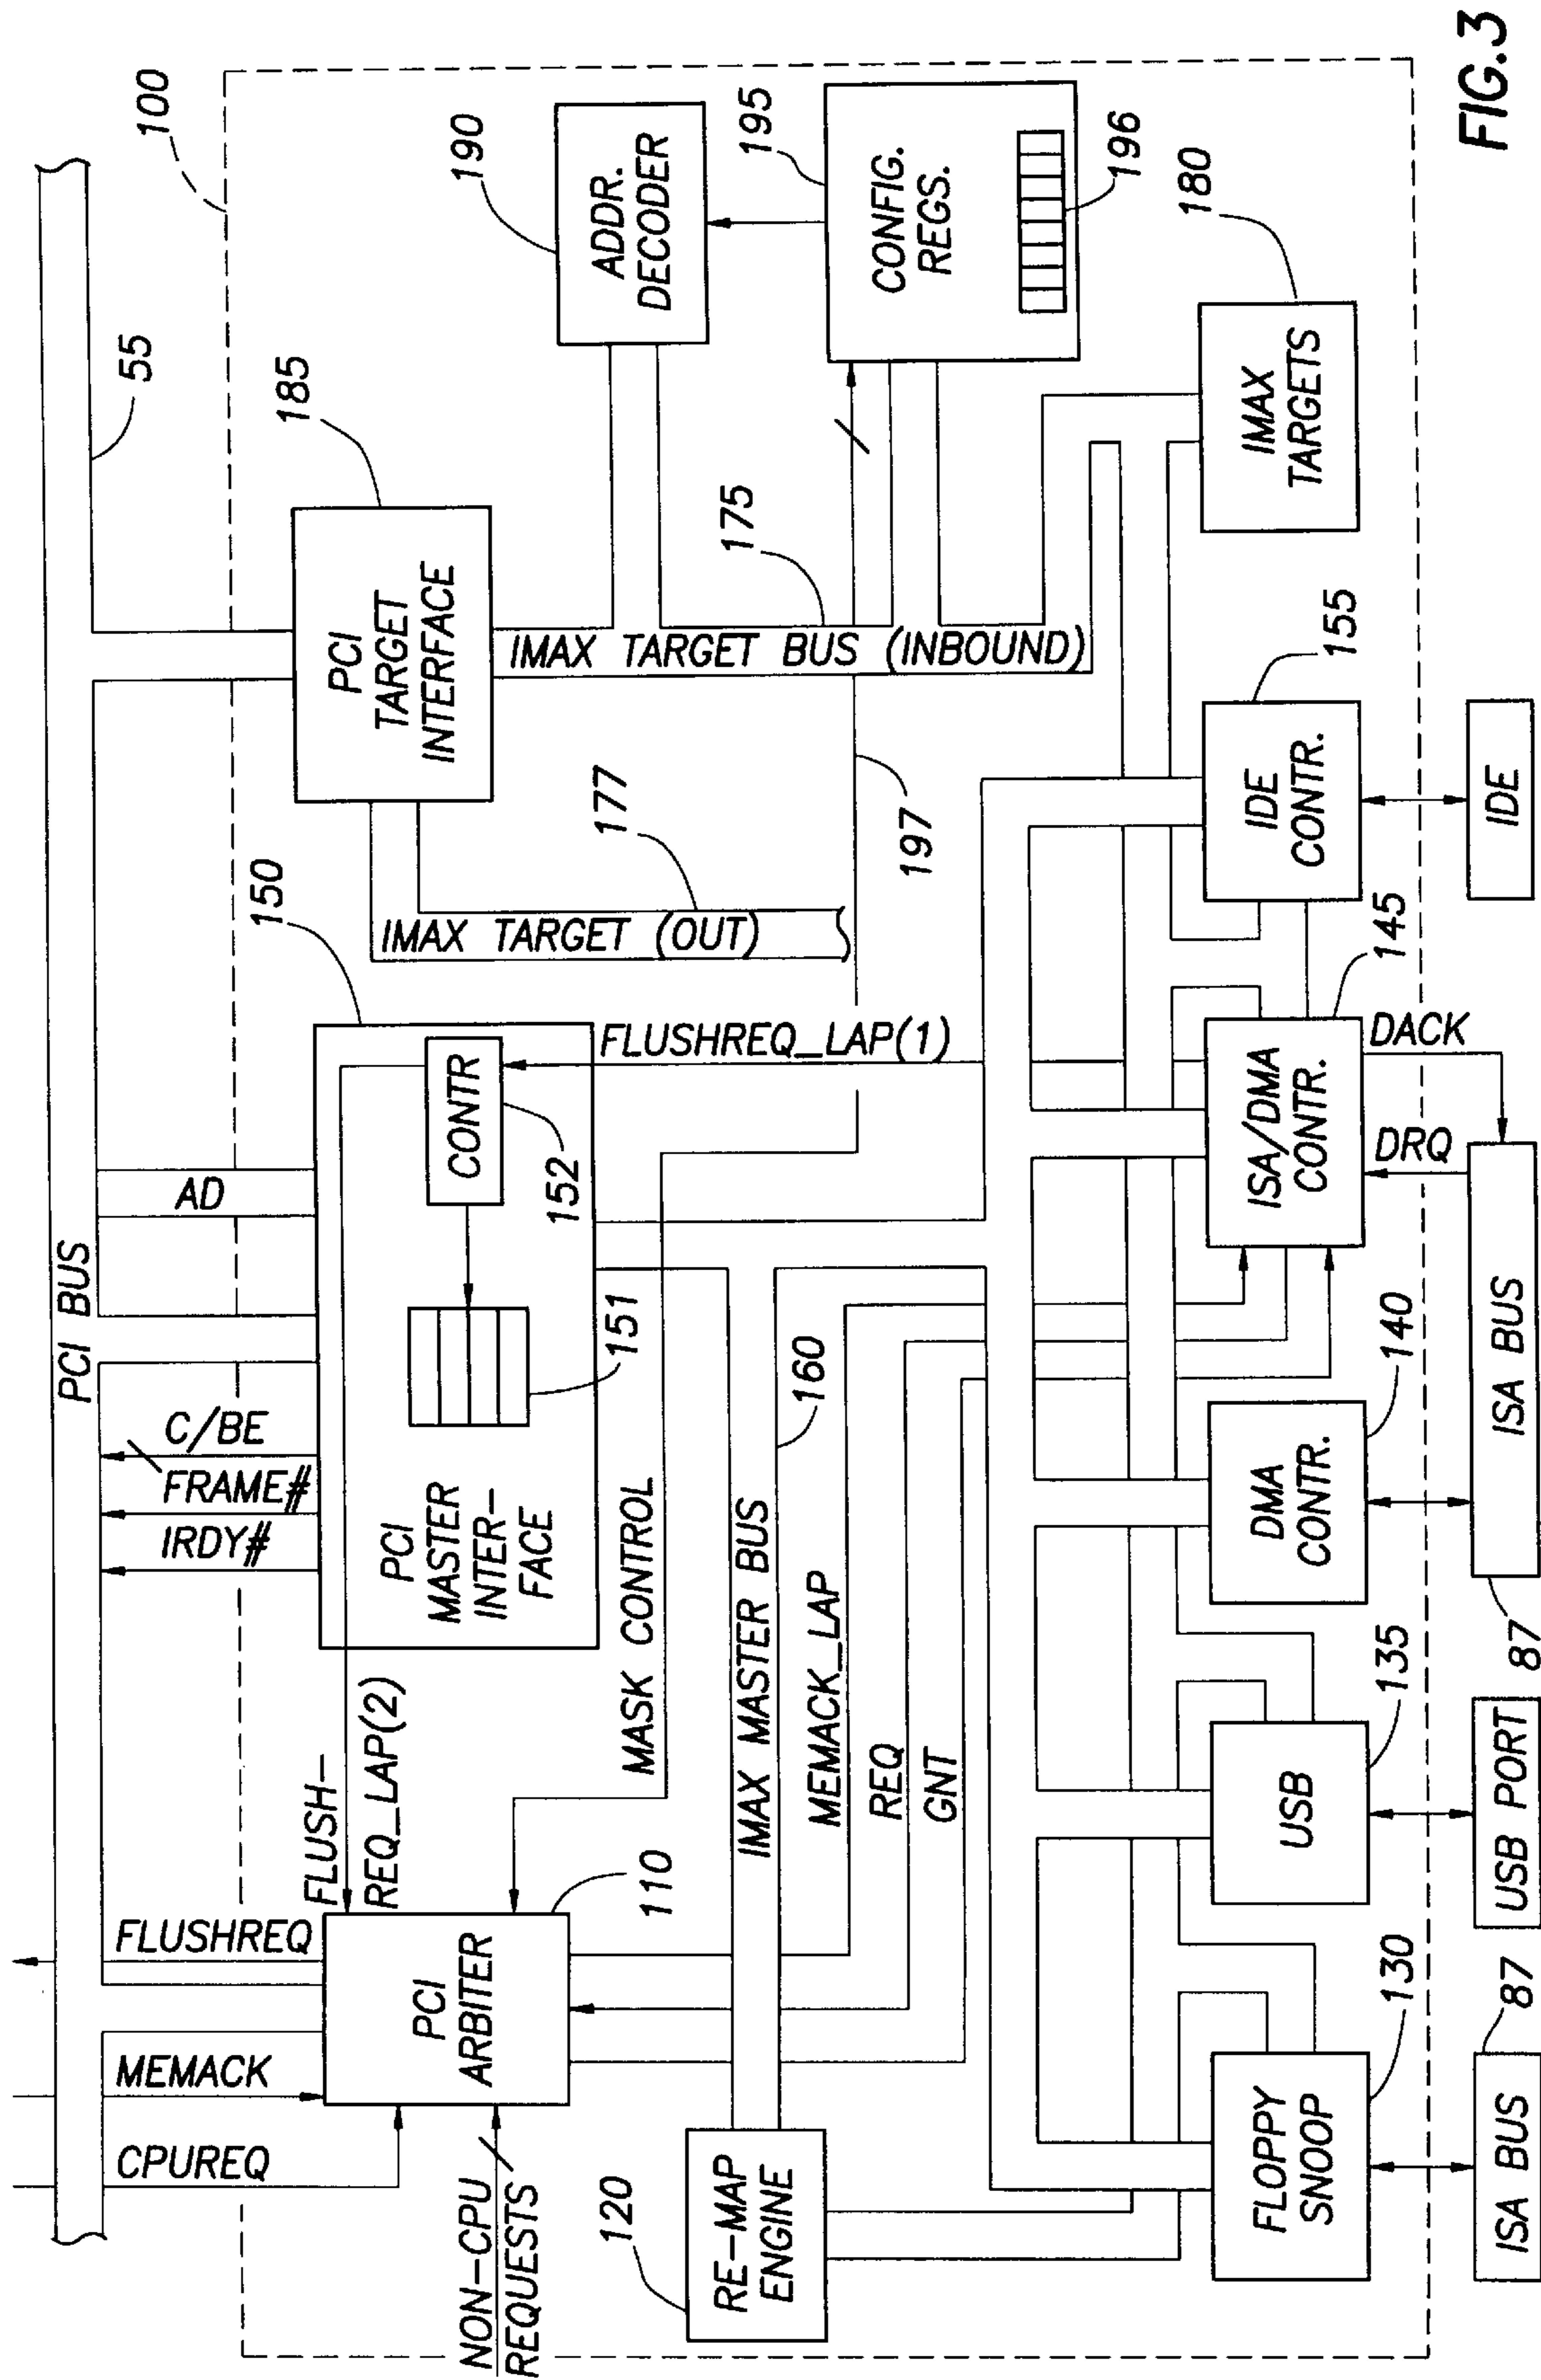 PCI BUS
55
100
CPUREQ
MEMACK
FLUSHREQ
IRDY#
FRAME#
C/BE
AD
NON-CPU
REQUESTS
PCI
ARBITER
110
FLUSH-
REQ_LAP(2)
PCI
MASTER
INTER-
FACE
151
CONTR
152
150
FLUSHREQ_LAP(1)
MASK CONTROL
IMAX TARGET (OUT)
177
PCI
TARGET
INTERFACE
185
IMAX TARGET BUS (INBOUND)
175
197
ADDR.
DECODER
190
CONFIG.
REGS.
195
196
RE-MAP
ENGINE
120
IMAX MASTER BUS
160
MEMACK_LAP
REQ
GNT
FLOPPY
SNOOP
130
USB
135
DMA
CONTR.
140
ISA/DMA
CONTR.
145
IDE
CONTR.
155
IMAX
TARGETS
180
DRQ
DACK
ISA BUS
87
USB PORT
87
ISA BUS
IDE
FIG.3